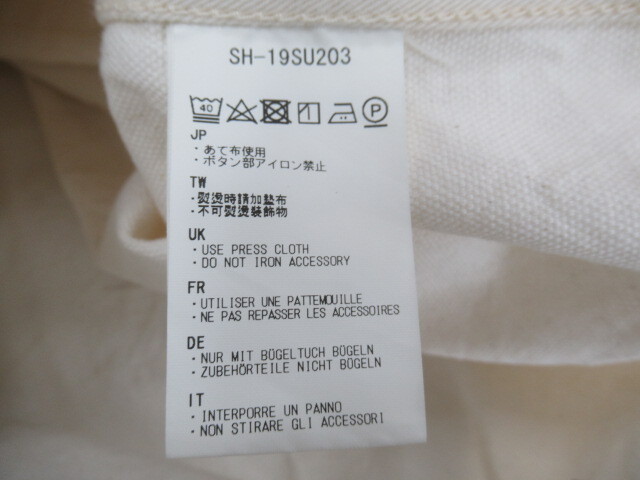 SH-19SU203
40 P
JP
・あて布使用
・ボタン部アイロン禁止
TW
・熨燙時請加墊布
・不可熨燙裝飾物
UK
・USE PRESS CLOTH
・DO NOT IRON ACCESSORY
FR
・UTILISER UNE PATTEMOUILLE
・NE PAS REPASSER LES ACCESSOIRES
DE
・NUR MIT BÜGELTUCH BÜGELN
・ZUBEHÖRTEILE NICHT BÜGELN
IT
・INTERPORRE UN PANNO
・NON STIRARE GLI ACCESSORI